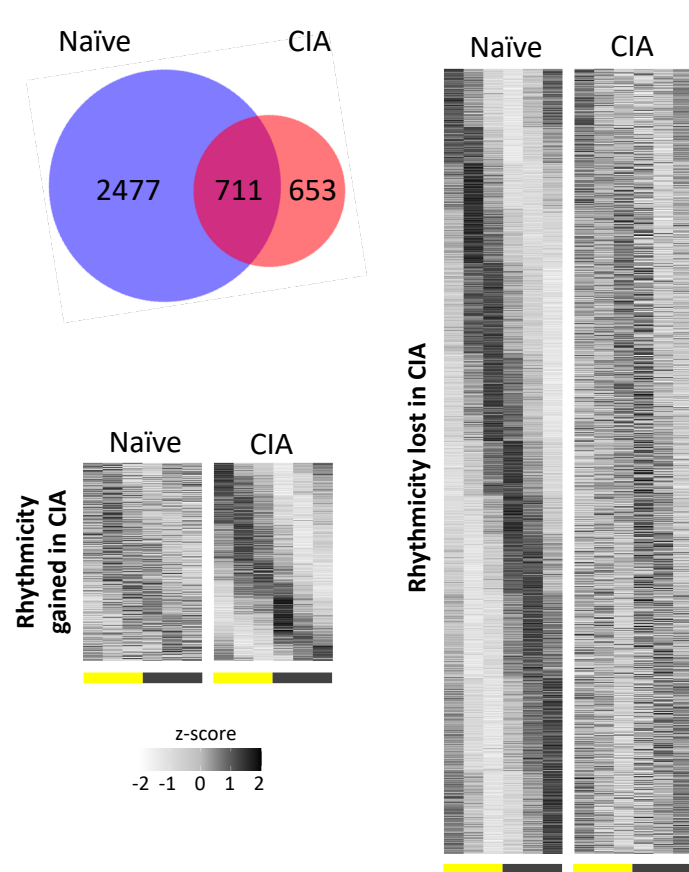 Naïve
CIA
2477
711
653
Naïve
CIA
Rhythmicity
gained in CIA
z-score
-2 -1 0 1 2
Naïve
CIA
Rhythmicity lost in CIA